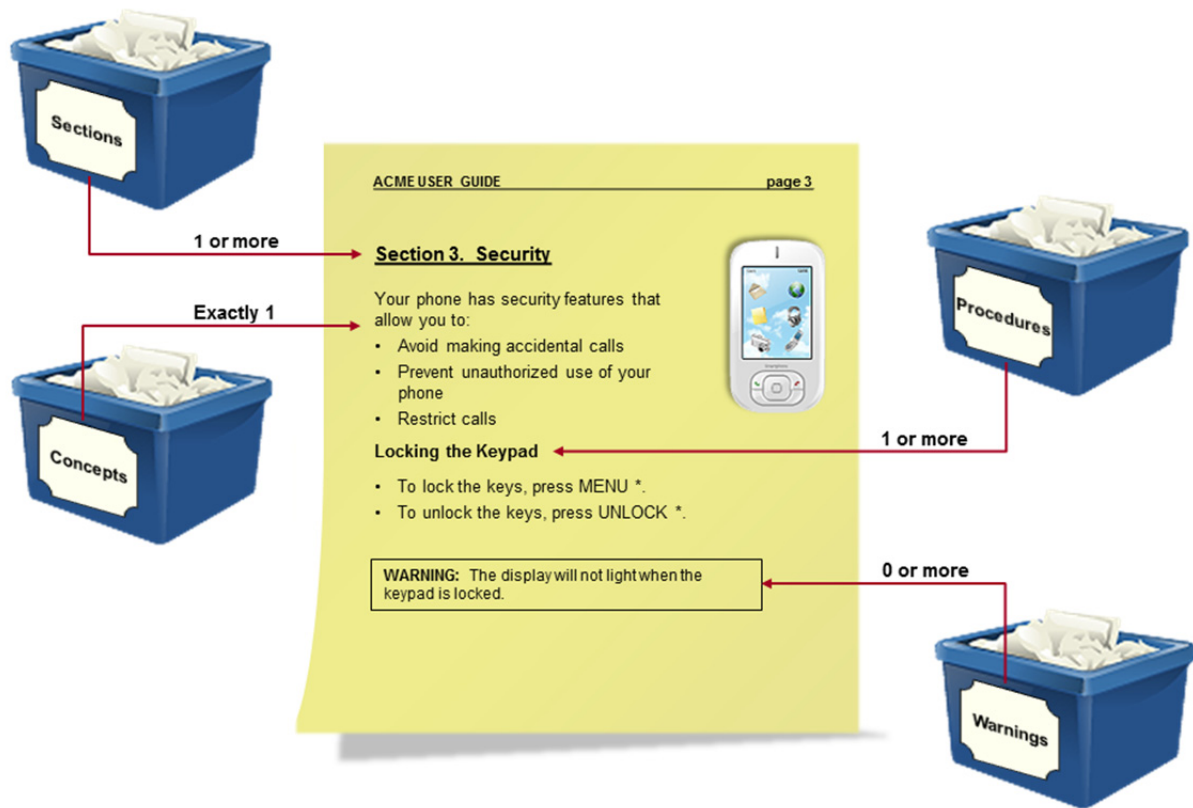 Sections
ACME USER GUIDE page 3
1 or more
Section 3. Security
Exactly 1
Your phone has security features that
allow you to:
• Avoid making accidental calls
• Prevent unauthorized use of your
phone
• Restrict calls
Procedures
1 or more
Concepts
Locking the Keypad
• To lock the keys, press MENU *.
• To unlock the keys, press UNLOCK *.
0 or more
WARNING: The display will not light when the
keypad is locked.
Warnings